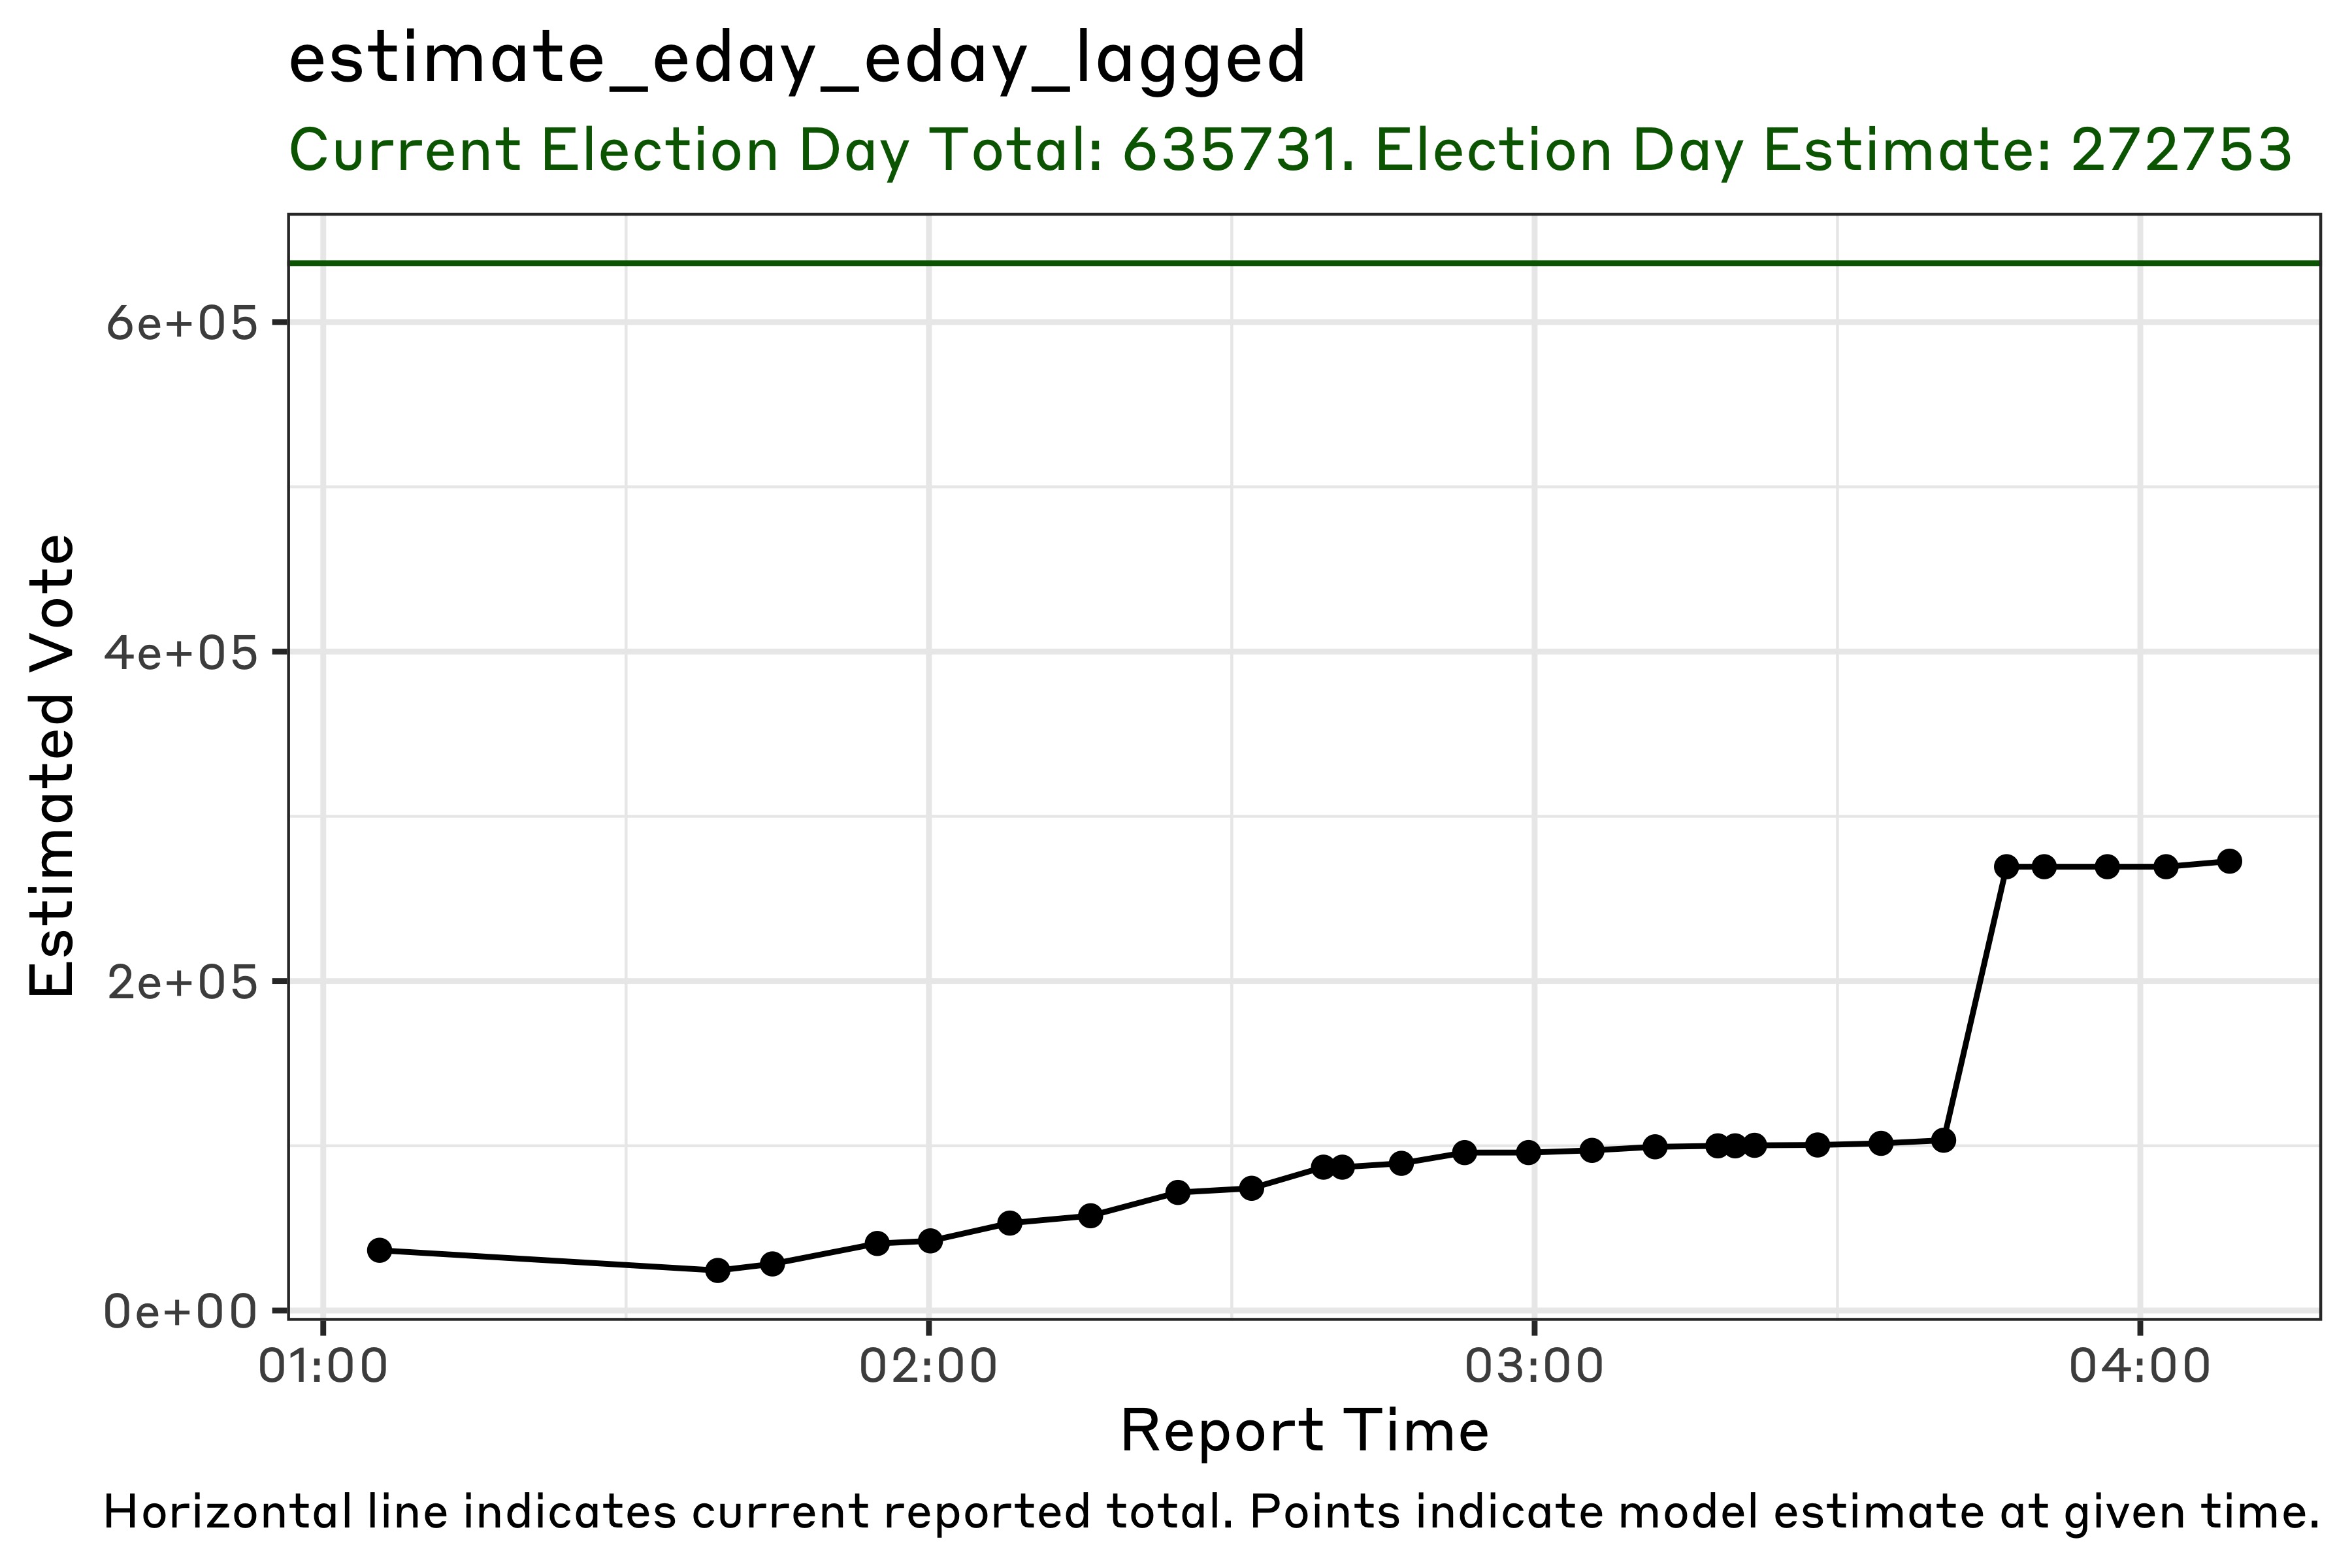 estimate_eday_eday_lagged
Current Election Day Total: 635731. Election Day Estimate: 272753
6e+05
4e+05
2e+05
0e+00
Estimated Vote
01:00 02:00 03:00 04:00
Report Time
Horizontal line indicates current reported total. Points indicate model estimate at given time.